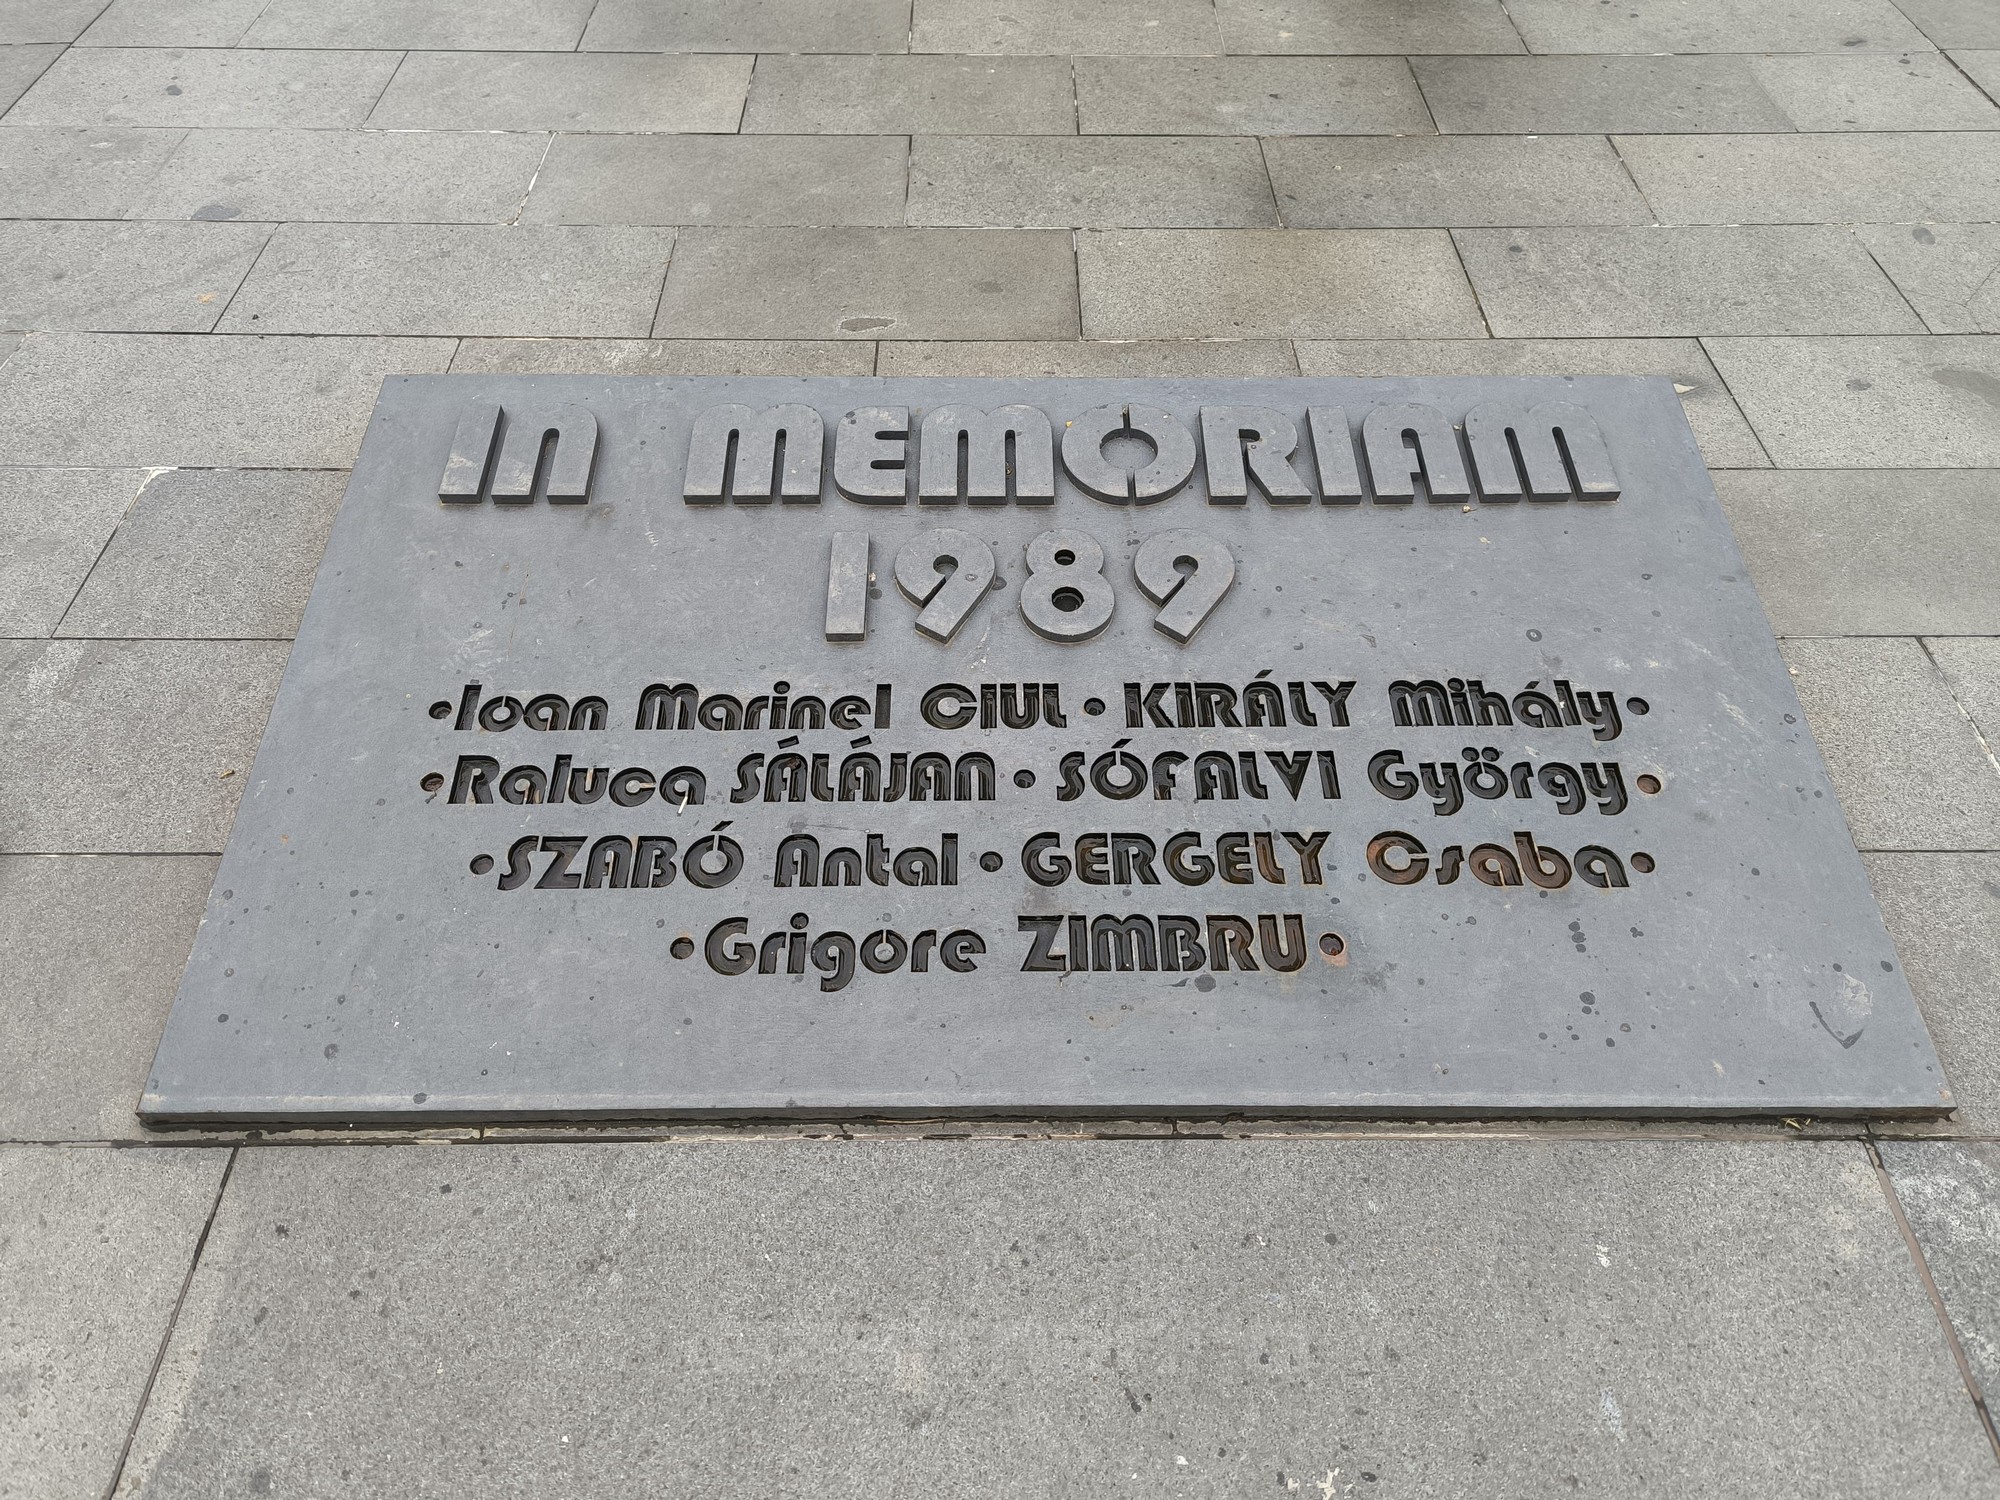 IN MEMORIAM
1989
•Ioan Marinel CIUL•KIRÁLY Mihály•
•Raluca SÁLÁJAN•SÓFALVI György•
•SZABÓ Antal•GERGELY Csaba•
•Grigore ZIMBRU•